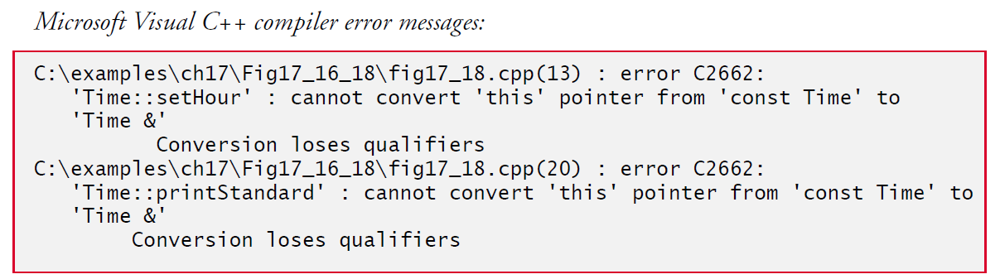 Microsoft Visual C++ compiler error messages:
C:\examples\ch17\Fig17_16_18\fig17_18.cpp(13) : error C2662:
'Time::setHour' : cannot convert 'this' pointer from 'const Time' to
'Time &'
Conversion loses qualifiers
C:\examples\ch17\Fig17_16_18\fig17_18.cpp(20) : error C2662:
'Time::printStandard' : cannot convert 'this' pointer from 'const Time' to
'Time &'
Conversion loses qualifiers